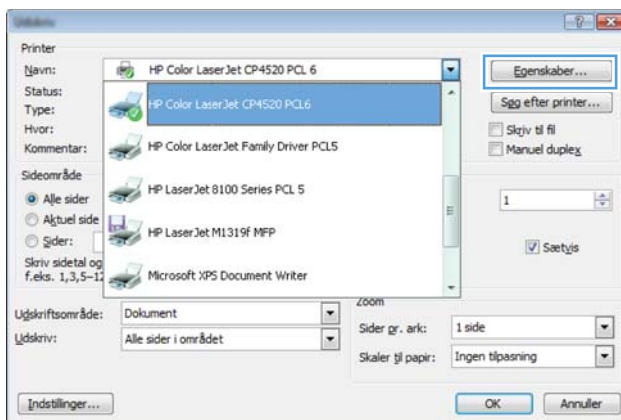 Udskriv
Printer
Navn: HP Color LaserJet CP4520 PCL 6
Egenskaber...
Status:
Type:
Hvor:
Kommentar:
HP Color LaserJet CP4520 PCL6
HP Color LaserJet Family Driver PCL5
HP LaserJet 8100 Series PCL 5
HP LaserJet M1319f MFP
Microsoft XPS Document Writer
Søg efter printer...
Skriv til fil
Manuel duplex
Sideområde
Alle sider
Aktuel side
Sider:
Skriv sidetal og
f.eks. 1,3,5–12
1
Sætvis
Udskriftsområde: Dokument
Udskriv: Alle sider i området
Zoom
Sider pr. ark: 1 side
Skaler til papir: Ingen tilpasning
Indstillinger...
OK
Annuller